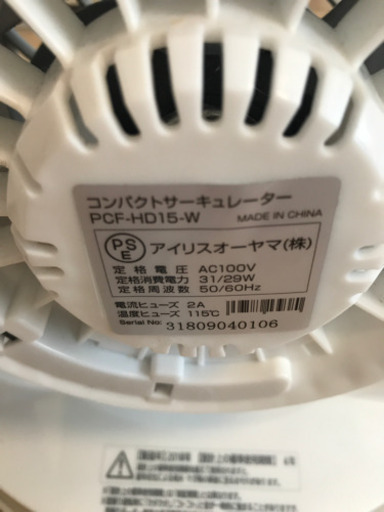 コンパクトサーキュレーター
PCF-HD15-W MADE IN CHINA
PSE アイリスオーヤマ(株)
定格電圧 AC100V
定格消費電力 31/29W
定格周波数 50/60Hz
電流ヒューズ 2A
温度ヒューズ 115℃
Serial No: 31809040106